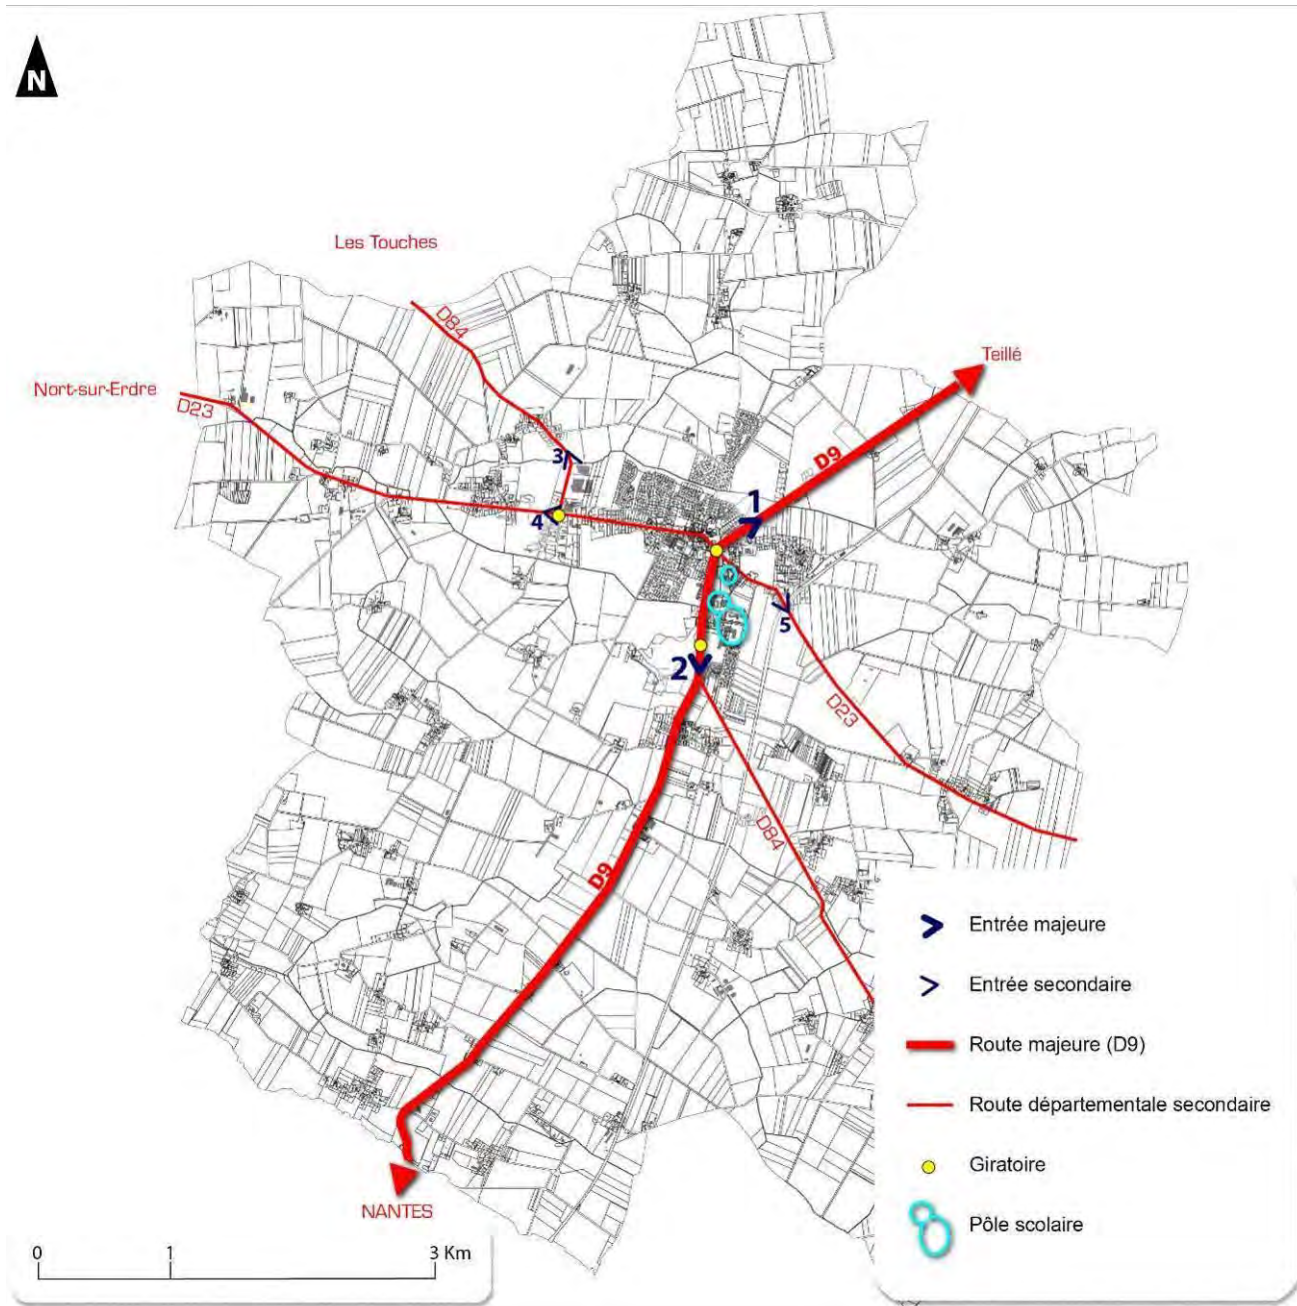 N
Les Touches
D84
Teillé
Nort-sur-Erdre
D23
D9
3
1
4
5
2
D23
D84
D9
NANTES
Entrée majeure
Entrée secondaire
Route majeure (D9)
Route départementale secondaire
Giratoire
Pôle scolaire
0 1 3 Km